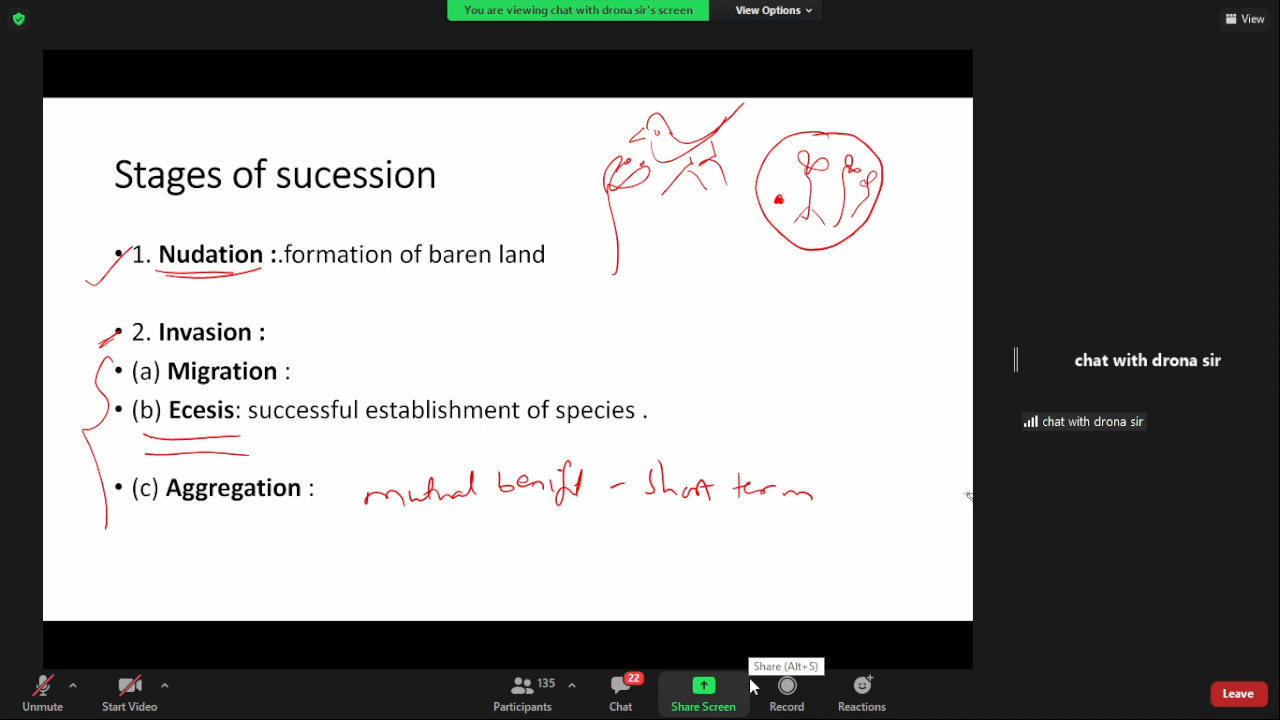 You are viewing chat with drona sir's screen
View Options
View
Stages of sucession
• 1. Nudation :.formation of baren land
• 2. Invasion :
• (a) Migration :
• (b) Ecesis: successful establishment of species .
• (c) Aggregation : mutual benifit - short term
chat with drona sir
chat with drona sir
Share (Alt+S)
135
22
Unmute
Start Video
Participants
Chat
Share Screen
Record
Reactions
Leave